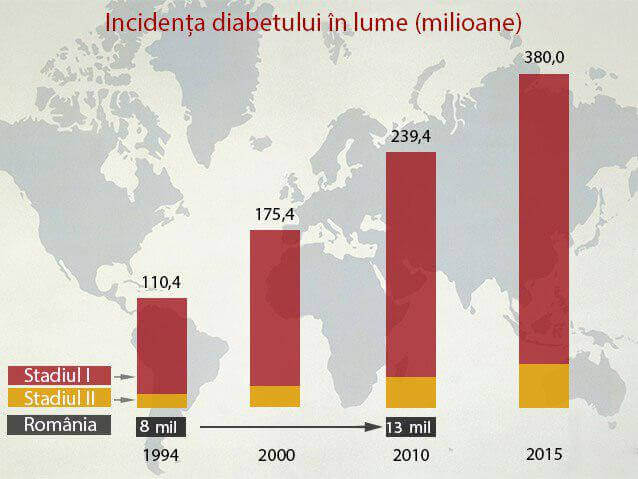 Incidența diabetului în lume (milioane)
380,0
239,4
175,4
110,4
Stadiul I
Stadiul II
România 8 mil 13 mil
1994 2000 2010 2015